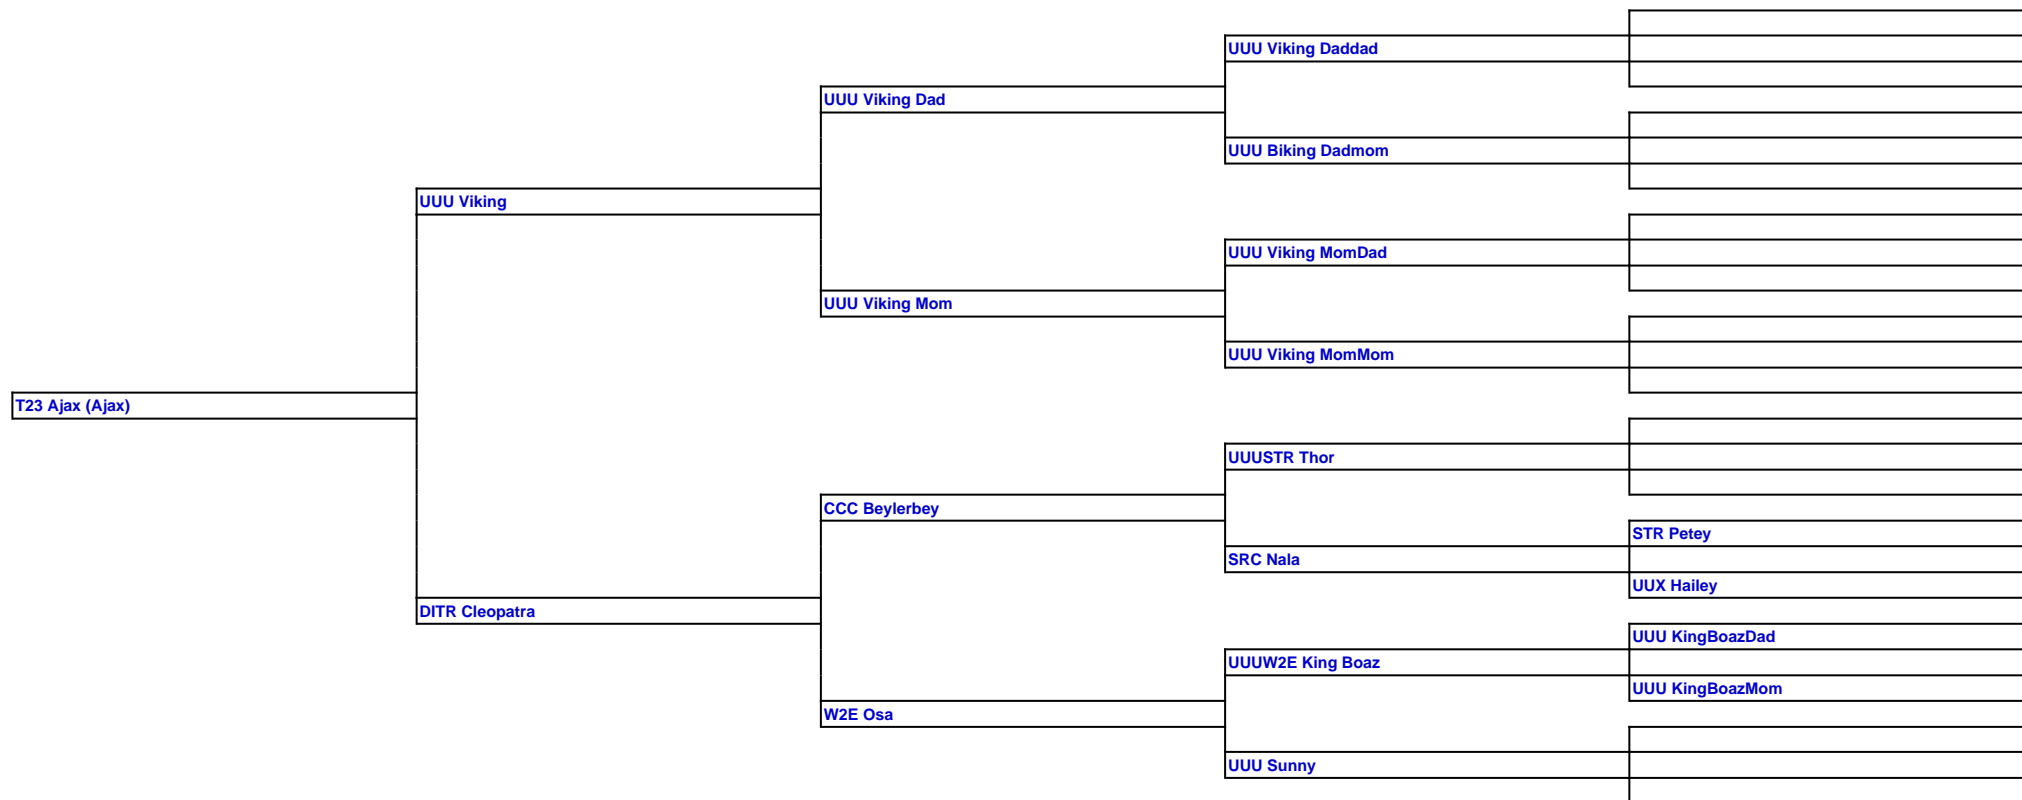 UUU Viking Daddad
UUU Viking Dad
UUU Biking Dadmom
UUU Viking
UUU Viking MomDad
UUU Viking Mom
UUU Viking MomMom
T23 Ajax (Ajax)
UUUSTR Thor
CCC Beylerbey
STR Petey
SRC Nala
UUX Hailey
DITR Cleopatra
UUU KingBoazDad
UUUW2E King Boaz
UUU KingBoazMom
W2E Osa
UUU Sunny